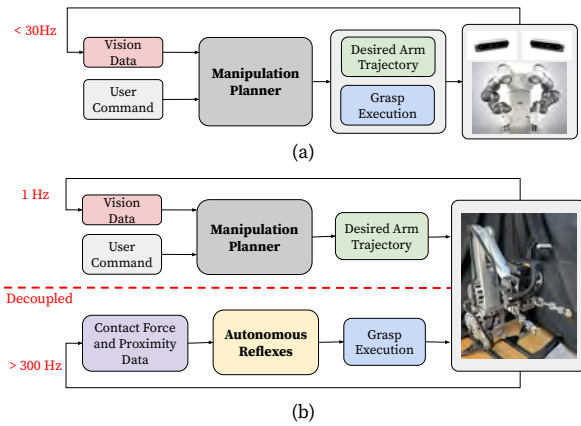 < 30Hz
Vision
Data
User
Command
Manipulation
Planner
Desired Arm
Trajectory
Grasp
Execution
(a)
1 Hz
Vision
Data
User
Command
Manipulation
Planner
Desired Arm
Trajectory
Decoupled
> 300 Hz
Contact Force
and Proximity
Data
Autonomous
Reflexes
Grasp
Execution
(b)